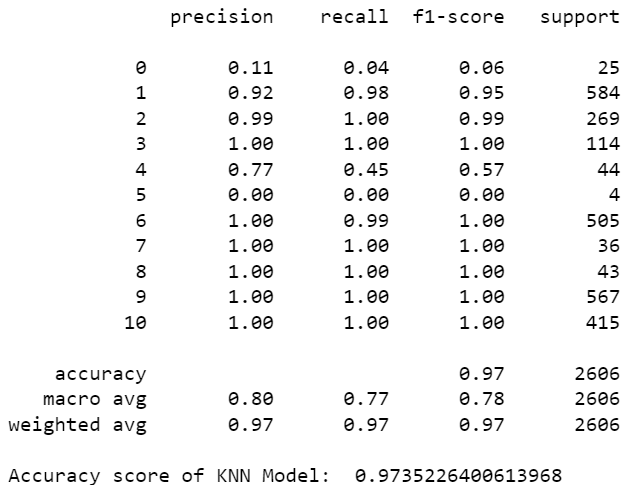 precision recall f1-score support
0 0.11 0.04 0.06 25
1 0.92 0.98 0.95 584
2 0.99 1.00 0.99 269
3 1.00 1.00 1.00 114
4 0.77 0.45 0.57 44
5 0.00 0.00 0.00 4
6 1.00 0.99 1.00 505
7 1.00 1.00 1.00 36
8 1.00 1.00 1.00 43
9 1.00 1.00 1.00 567
10 1.00 1.00 1.00 415
accuracy 0.97 2606
macro avg 0.80 0.77 0.78 2606
weighted avg 0.97 0.97 0.97 2606
Accuracy score of KNN Model: 0.9735226400613968